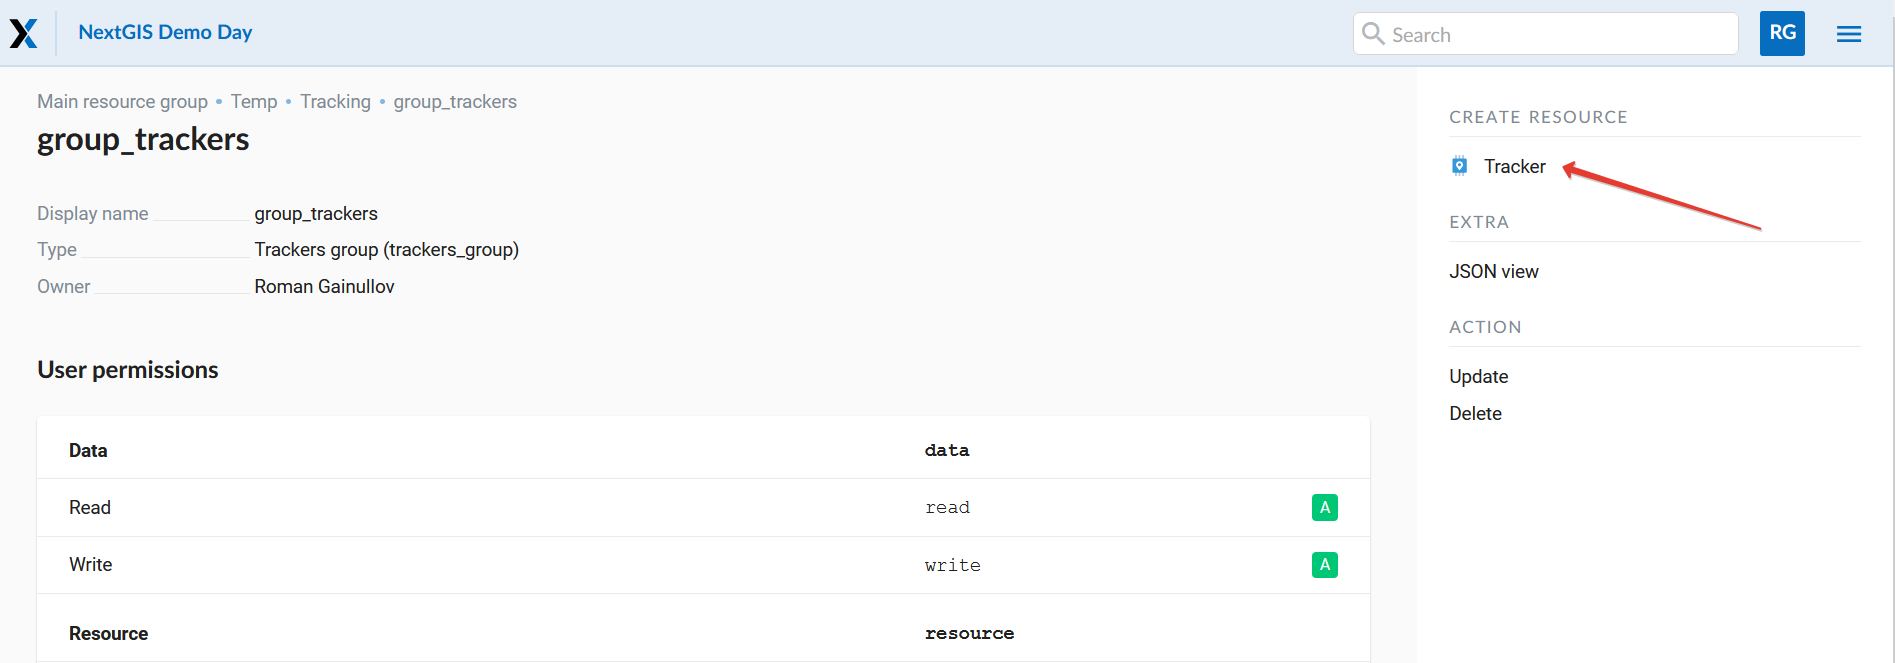 NextGIS Demo Day
Search
RG
Main resource group • Temp • Tracking • group_trackers
group_trackers
Display name group_trackers
Type Trackers group (trackers_group)
Owner Roman Gainullov
User permissions
Data data
Read read A
Write write A
Resource resource
CREATE RESOURCE
Tracker
EXTRA
JSON view
ACTION
Update
Delete